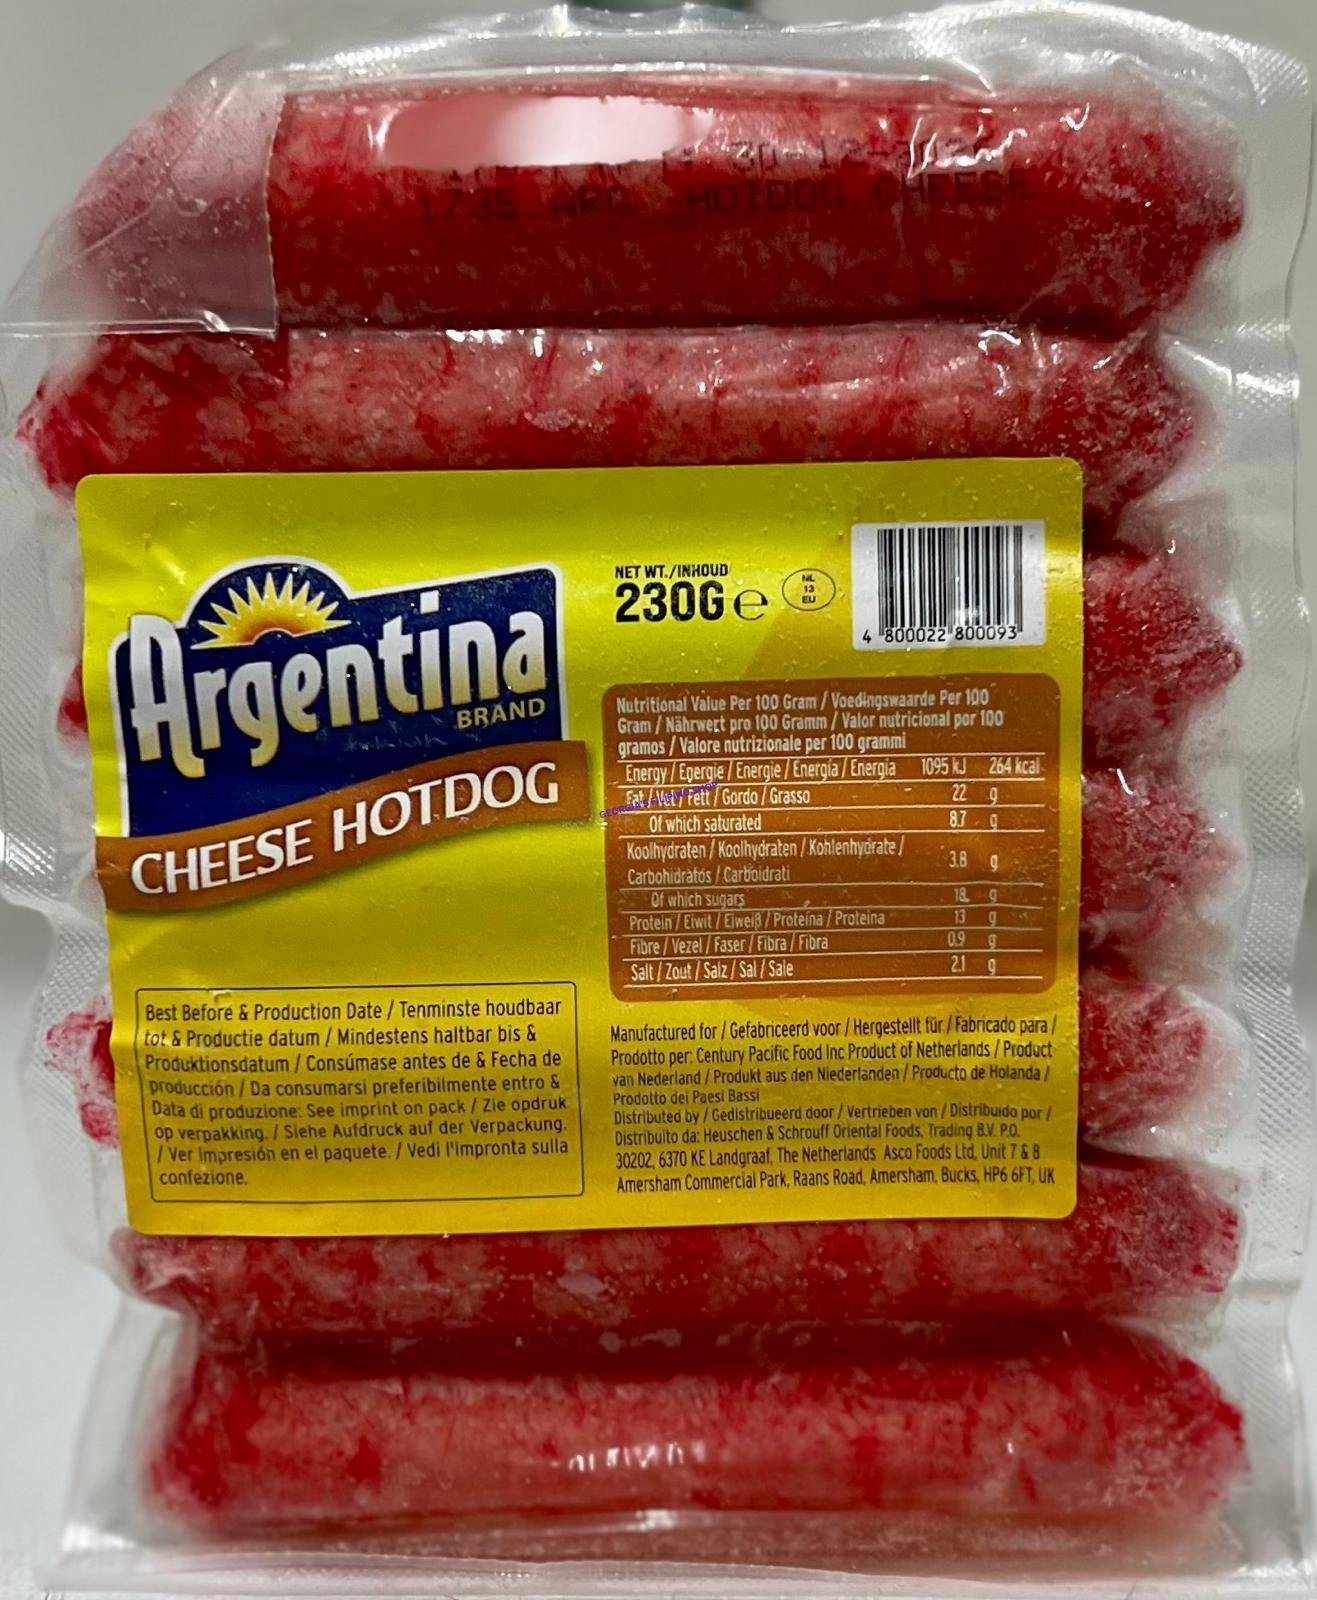 30-12-202
1735 ARG HOTDOG CHEESE
Argentina
BRAND
CHEESE HOTDOG
NET WT./INHOUD
230G e
NL
13
EU
4 800022 800093
Nutritional Value Per 100 Gram / Voedingswaarde Per 100
Gram / Nährwert pro 100 Gramm / Valor nutricional por 100
gramos / Valore nutrizionale per 100 grammi
Energy / Energie / Energie / Energía / Energia 1095 kJ 264 kcal
Fat / Vet / Fett / Gordo / Grasso 22 g
GEORGIA'S FILIPINO SHOP
Of which saturated 8.7 g
Koolhydraten / Koolhydraten / Kohlenhydrate /
Carbohidratos / Carboidrati 3.8 g
Of which sugars 18 g
Protein / Eiwit / Eiweiß / Proteína / Proteina 13 g
Fibre / Vezel / Faser / Fibra / Fibra 0.9 g
Salt / Zout / Salz / Sal / Sale 2.1 g
Best Before & Production Date / Tenminste houdbaar
tot & Productie datum / Mindestens haltbar bis &
Produktionsdatum / Consúmase antes de & Fecha de
producción / Da consumarsi preferibilmente entro &
Data di produzione: See imprint on pack / Zie opdruk
op verpakking. / Siehe Aufdruck auf der Verpackung.
/ Ver impresión en el paquete. / Vedi l'impronta sulla
confezione.
Manufactured for / Gefabriceerd voor / Hergestellt für / Fabricado para /
Prodotto per: Century Pacific Food Inc Product of Netherlands / Product
van Nederland / Produkt aus den Niederlanden / Producto de Holanda /
Prodotto dei Paesi Bassi
Distributed by / Gedistribueerd door / Vertrieben von / Distribuido por /
Distribuito da: Heuschen & Schrouff Oriental Foods, Trading B.V. P.O.
30202, 6370 KE Landgraaf, The Netherlands Asco Foods Ltd, Unit 7 & 8
Amersham Commercial Park, Raans Road, Amersham, Bucks, HP6 6FT, UK